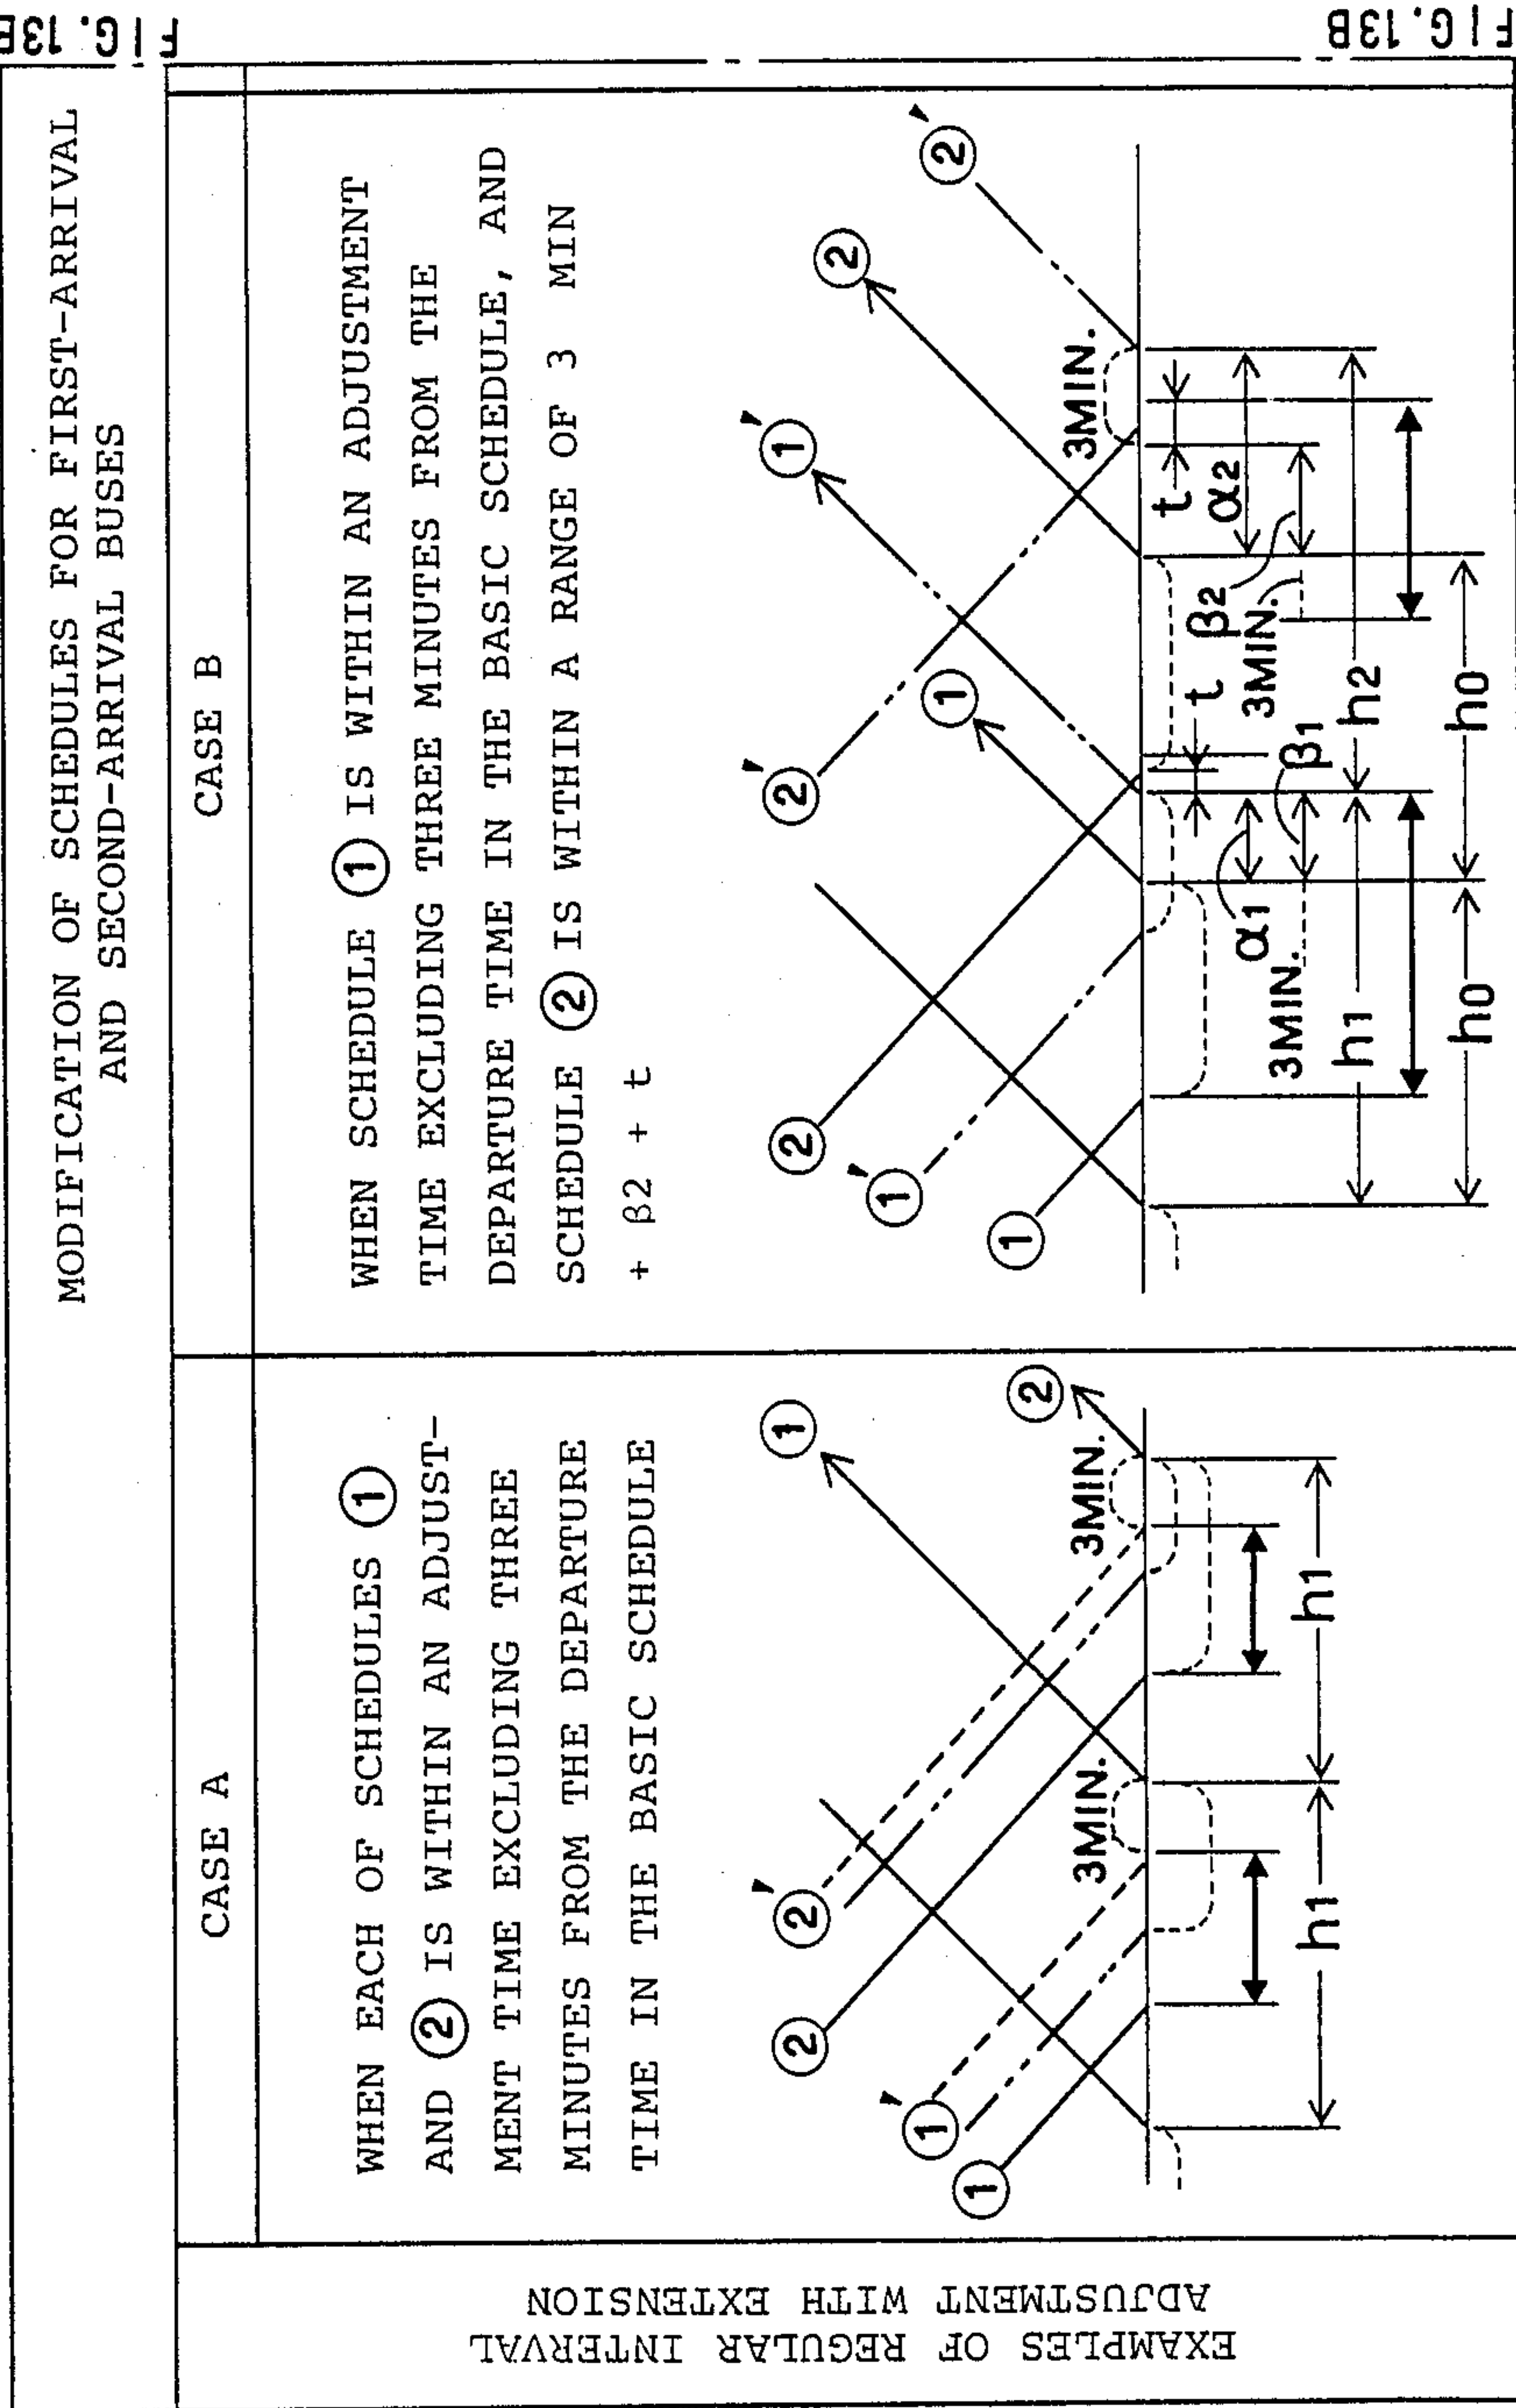 FIG.13B
FIG.13B
MODIFICATION OF SCHEDULES FOR FIRST-ARRIVAL
AND SECOND-ARRIVAL BUSES
CASE A
CASE B
EXAMPLES OF REGULAR INTERVAL
ADJUSTMENT WITH EXTENSION
WHEN EACH OF SCHEDULES ①
AND ② IS WITHIN AN ADJUST-
MENT TIME EXCLUDING THREE
MINUTES FROM THE DEPARTURE
TIME IN THE BASIC SCHEDULE
①
②
②'
②
①'
①
3MIN.
3MIN.
h1
h1
WHEN SCHEDULE ① IS WITHIN AN ADJUSTMENT
TIME EXCLUDING THREE MINUTES FROM THE
DEPARTURE TIME IN THE BASIC SCHEDULE, AND
SCHEDULE ② IS WITHIN A RANGE OF 3 MIN
+ β2 + t
②
②'
①'
②'
①
②
①'
①
3MIN.
t
α2
t
β2
3MIN.
α1
β1
3MIN.
h1
h2
h0
h0